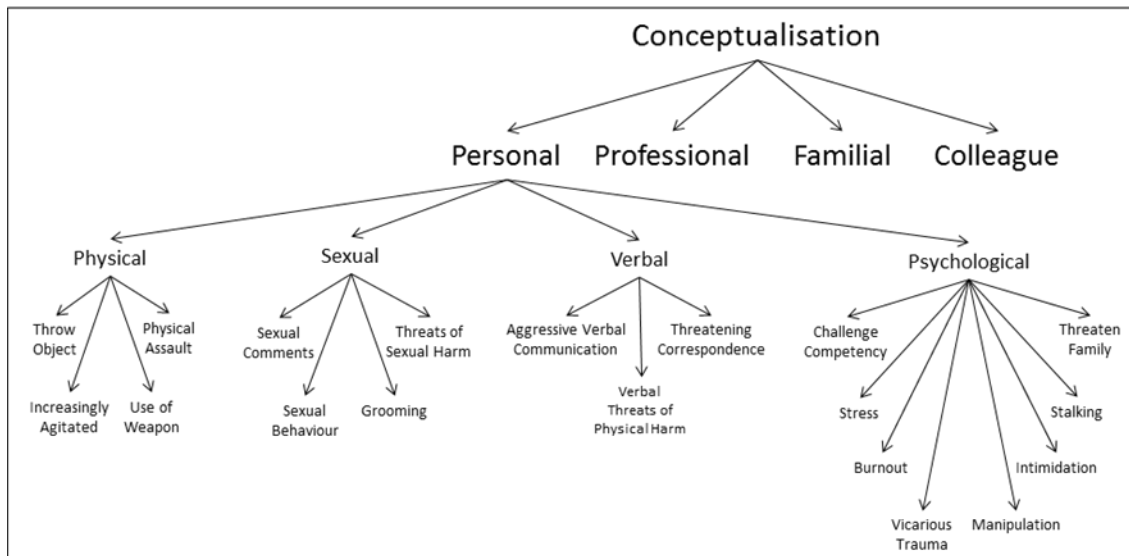 Conceptualisation
Personal Professional Familial Colleague
Physical
Sexual
Verbal
Psychological
Throw
Object
Physical
Assault
Increasingly
Agitated
Use of
Weapon
Sexual
Comments
Threats of
Sexual Harm
Sexual
Behaviour
Grooming
Aggressive Verbal
Communication
Threatening
Correspondence
Verbal
Threats of
Physical Harm
Challenge
Competency
Threaten
Family
Stress
Stalking
Burnout
Intimidation
Vicarious
Trauma
Manipulation